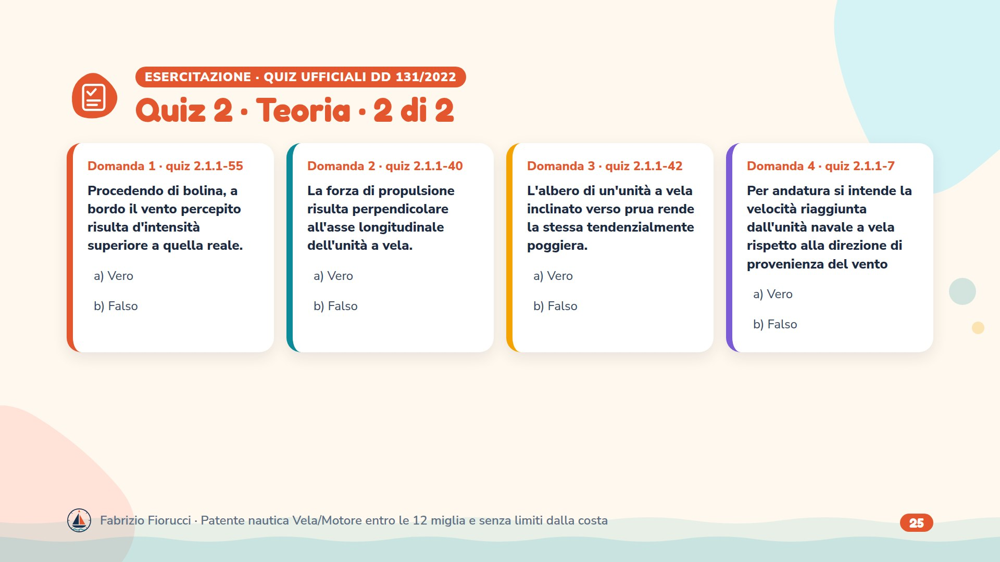 ESERCITAZIONE · QUIZ UFFICIALI DD 131/2022
Quiz 2 · Teoria · 2 di 2
Domanda 1 · quiz 2.1.1-55
Procedendo di bolina, a
bordo il vento percepito
risulta d'intensità
superiore a quella reale.
a) Vero
b) Falso
Domanda 2 · quiz 2.1.1-40
La forza di propulsione
risulta perpendicolare
all'asse longitudinale
dell'unità a vela.
a) Vero
b) Falso
Domanda 3 · quiz 2.1.1-42
L'albero di un'unità a vela
inclinato verso prua rende
la stessa tendenzialmente
poggiera.
a) Vero
b) Falso
Domanda 4 · quiz 2.1.1-7
Per andatura si intende la
velocità riaggiunta
dall'unità navale a vela
rispetto alla direzione di
provenienza del vento
a) Vero
b) Falso
Fabrizio Fiorucci · Patente nautica Vela/Motore entro le 12 miglia e senza limiti dalla costa
25